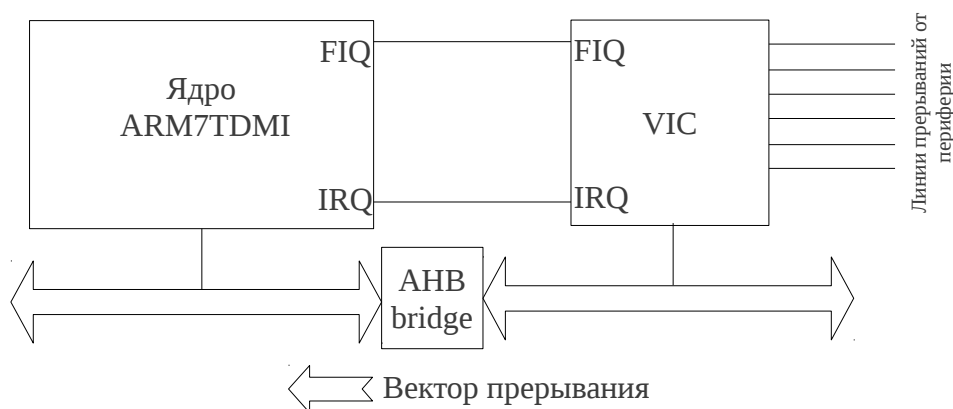 FIQ
Ядро
ARM7TDMI
IRQ
FIQ
VIC
IRQ
Линии прерываний от
периферии
AHB
bridge
Вектор прерывания